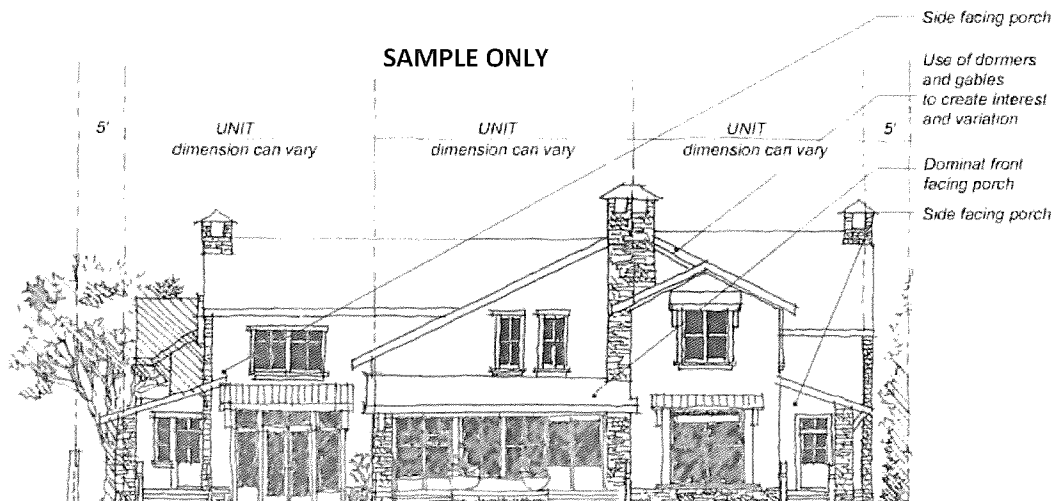 Side facing porch
SAMPLE ONLY
Use of dormers
and gables
to create interest
and variation
5'
UNIT
dimension can vary
UNIT
dimension can vary
UNIT
dimension can vary
5'
Dominat front
facing porch
Side facing porch